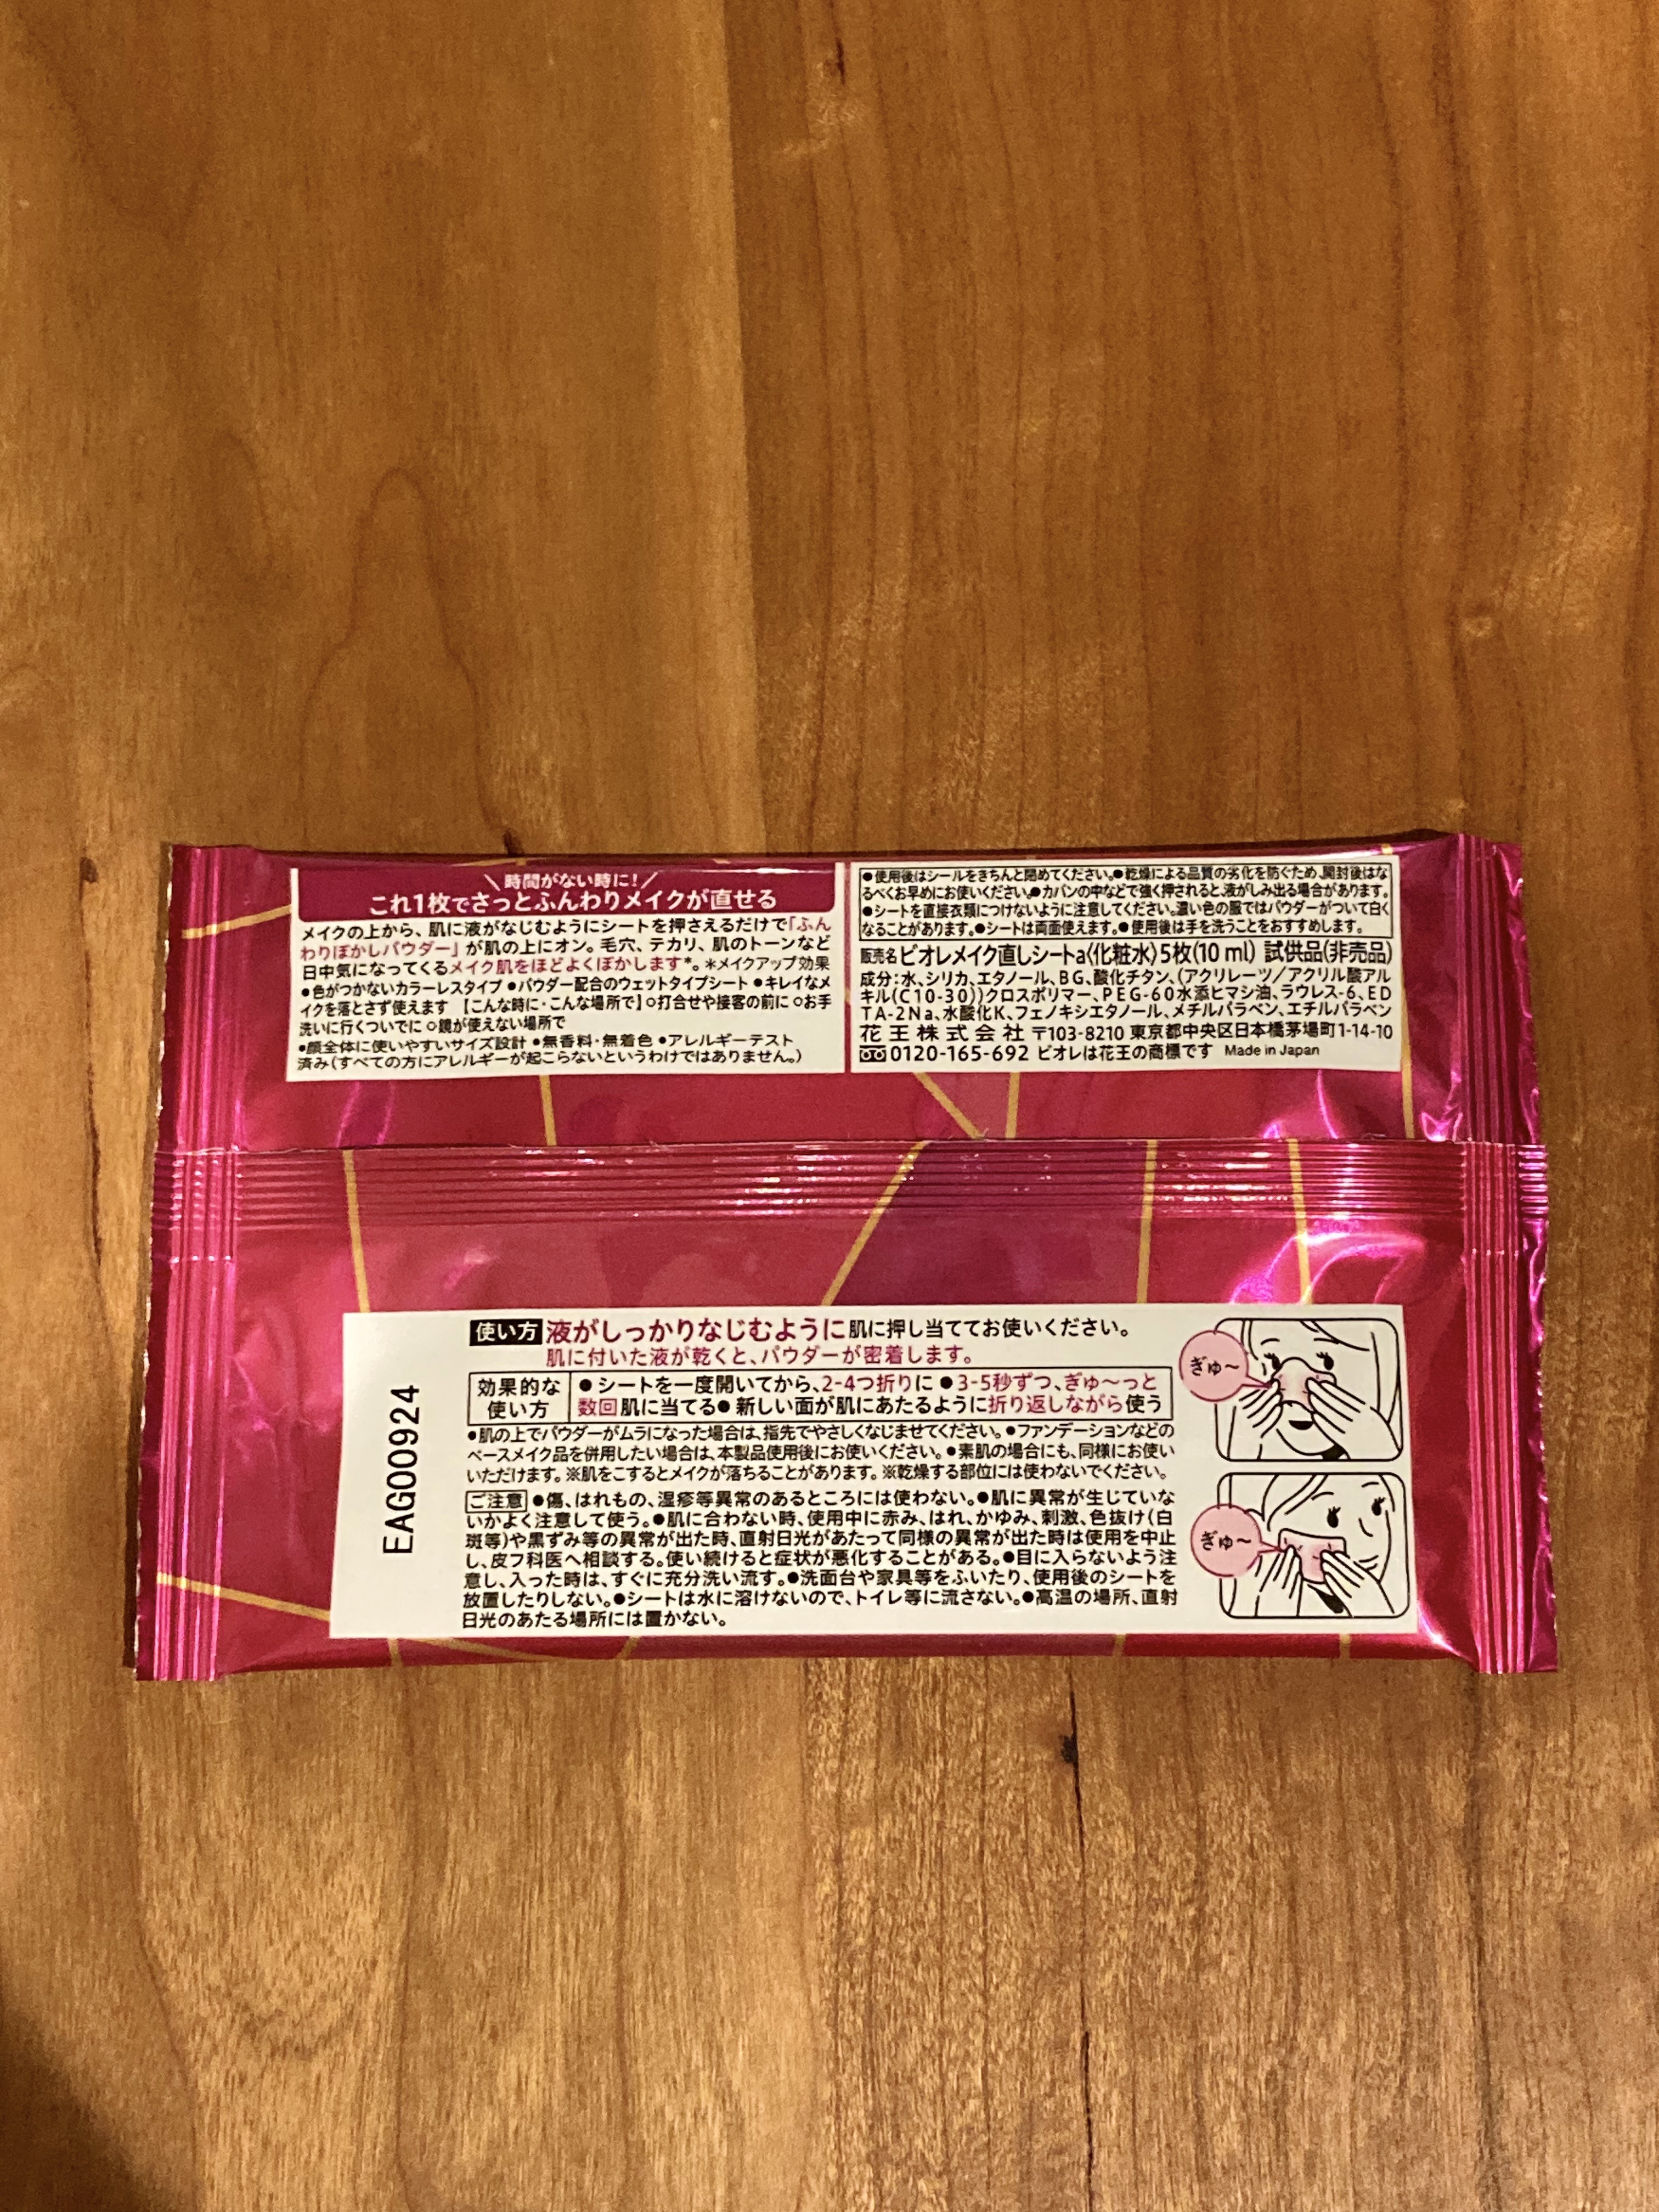 ＼時間がない時に！／
これ1枚でさっとふんわりメイクが直せる
メイクの上から、肌に液がなじむようにシートを押さえるだけで「ふん
わりぼかしパウダー」が肌の上にオン。毛穴、テカリ、肌のトーンなど
日中気になってくるメイク肌をほどよくぼかします*。＊メイクアップ効果
●色がつかないカラーレスタイプ ●パウダー配合のウェットタイプシート ●キレイなメ
イクを落とさず使えます 【こんな時に・こんな場所で】○打合せや接客の前に ○お手
洗いに行くついでに ○鏡が使えない場所で
●顔全体に使いやすいサイズ設計 ●無香料・無着色 ●アレルギーテスト
済み(すべての方にアレルギーが起こらないというわけではありません。)
●使用後はシールをきちんと閉めてください。●乾燥による品質の劣化を防ぐため、開封後はな
るべくお早めにお使いください。●カバンの中などで強く押されると、液がしみ出る場合があります。
●シートを直接衣類につけないように注意してください。濃い色の服ではパウダーがついて白く
なることがあります。●シートは両面使えます。●使用後は手を洗うことをおすすめします。
販売名 ビオレメイク直しシートa〈化粧水〉5枚(10 ml) 試供品(非売品)
成分：水、シリカ、エタノール、BG、酸化チタン、(アクリレーツ／アクリル酸アル
キル(C10-30))クロスポリマー、PEG-60水添ヒマシ油、ラウレス-6、ED
TA-2Na、水酸化K、フェノキシエタノール、メチルパラベン、エチルパラベン
花王株式会社 〒103-8210 東京都中央区日本橋茅場町1-14-10
0120-165-692 ビオレは花王の商標です Made in Japan
使い方 液がしっかりなじむように肌に押し当ててお使いください。
肌に付いた液が乾くと、パウダーが密着します。
効果的な
使い方
●シートを一度開いてから、2-4つ折りに ●3-5秒ずつ、ぎゅ〜っと
数回肌に当てる●新しい面が肌にあたるように折り返しながら使う
●肌の上でパウダーがムラになった場合は、指先でやさしくなじませてください。●ファンデーションなどの
ベースメイク品を併用したい場合は、本製品使用後にお使いください。●素肌の場合にも、同様にお使い
いただけます。※肌をこするとメイクが落ちることがあります。※乾燥する部位には使わないでください。
ご注意 ●傷、はれもの、湿疹等異常のあるところには使わない。●肌に異常が生じていな
いかよく注意して使う。●肌に合わない時、使用中に赤み、はれ、かゆみ、刺激、色抜け(白
斑等)や黒ずみ等の異常が出た時、直射日光があたって同様の異常が出た時は使用を中止
し、皮フ科医へ相談する。使い続けると症状が悪化することがある。●目に入らないよう注
意し、入った時は、すぐに充分洗い流す。●洗面台や家具等をふいたり、使用後のシートを
放置したりしない。●シートは水に溶けないので、トイレ等に流さない。●高温の場所、直射
日光のあたる場所には置かない。
ぎゅ〜
ぎゅ〜
EAG00924